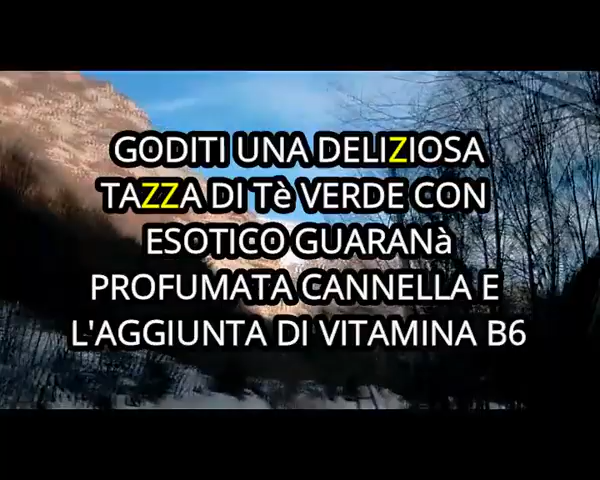 GODITI UNA DELIZIOSA
TAZZA DI Tè VERDE CON
ESOTICO GUARANà
PROFUMATA CANNELLA E
L'AGGIUNTA DI VITAMINA B6